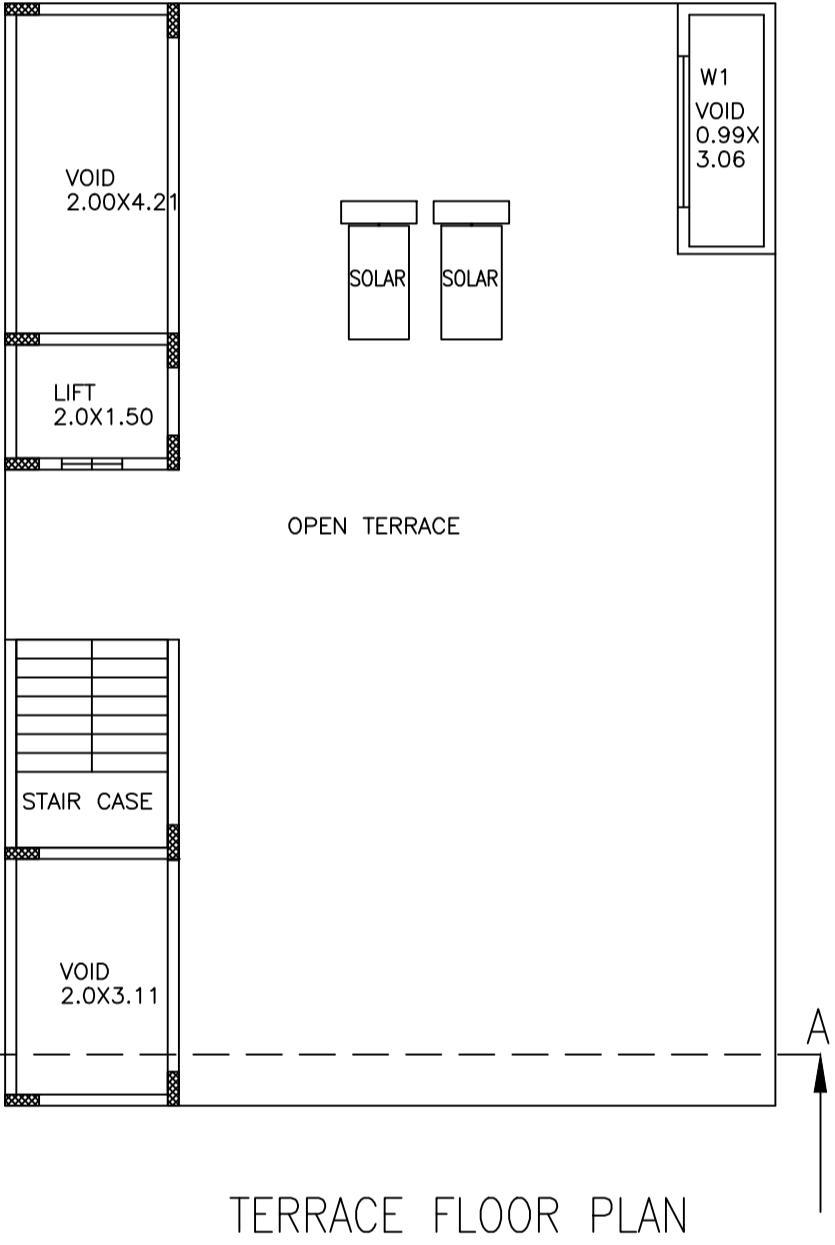 W1
VOID
0.99X
3.06
VOID
2.00X4.21
SOLAR
SOLAR
LIFT
2.0X1.50
OPEN TERRACE
STAIR CASE
VOID
2.0X3.11
A
TERRACE FLOOR PLAN